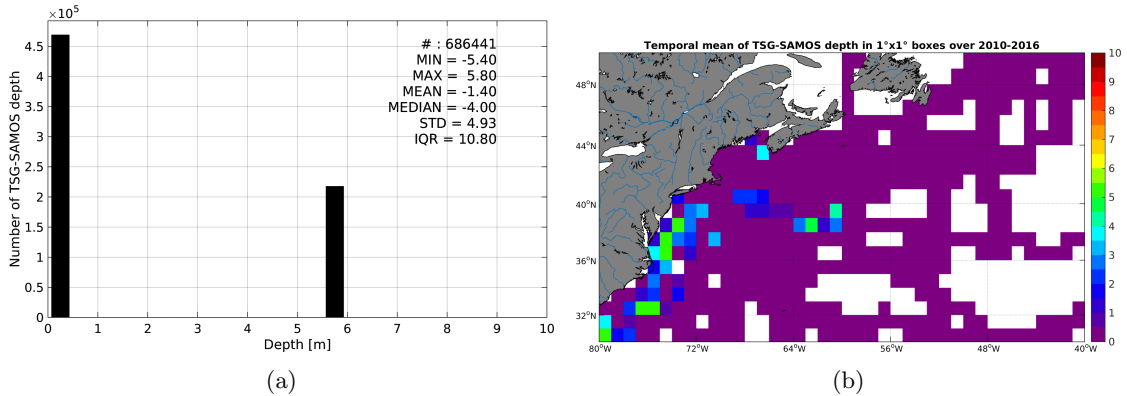 ×10⁵
4.5
4
3.5
3
2.5
2
1.5
1
0.5
0
Number of TSG-SAMOS depth
# : 686441
MIN = -5.40
MAX = 5.80
MEAN = -1.40
MEDIAN = -4.00
STD = 4.93
IQR = 10.80
0 1 2 3 4 5 6 7 8 9 10
Depth [m]
(a)
Temporal mean of TSG-SAMOS depth in 1°x1° boxes over 2010-2016
48°N
44°N
40°N
36°N
32°N
80°W 72°W 64°W 56°W 48°W 40°W
10
9
8
7
6
5
4
3
2
1
0
(b)